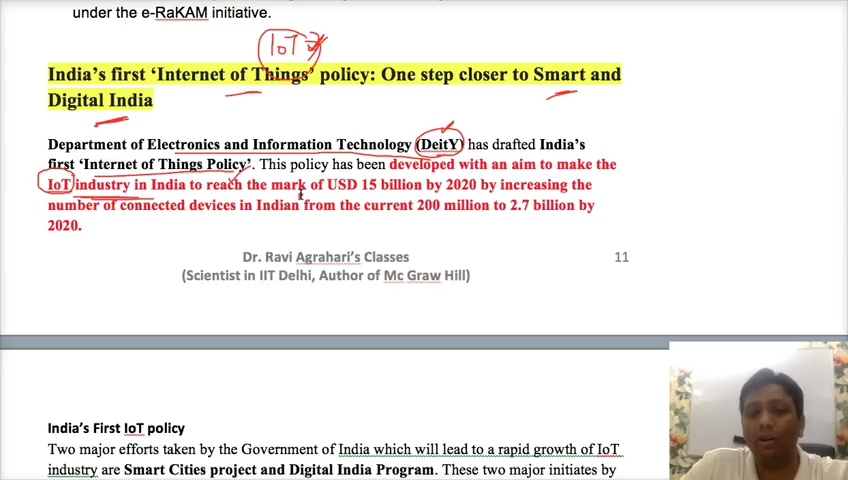 under the e-RaKAM initiative.
IoT
India's first 'Internet of Things' policy: One step closer to Smart and
Digital India
Department of Electronics and Information Technology (DeitY) has drafted India's
first 'Internet of Things Policy'. This policy has been developed with an aim to make the
IoT industry in India to reach the mark of USD 15 billion by 2020 by increasing the
number of connected devices in Indian from the current 200 million to 2.7 billion by
2020.
Dr. Ravi Agrahari's Classes 11
(Scientist in IIT Delhi, Author of Mc Graw Hill)
India's First IoT policy
Two major efforts taken by the Government of India which will lead to a rapid growth of IoT
industry are Smart Cities project and Digital India Program. These two major initiates by